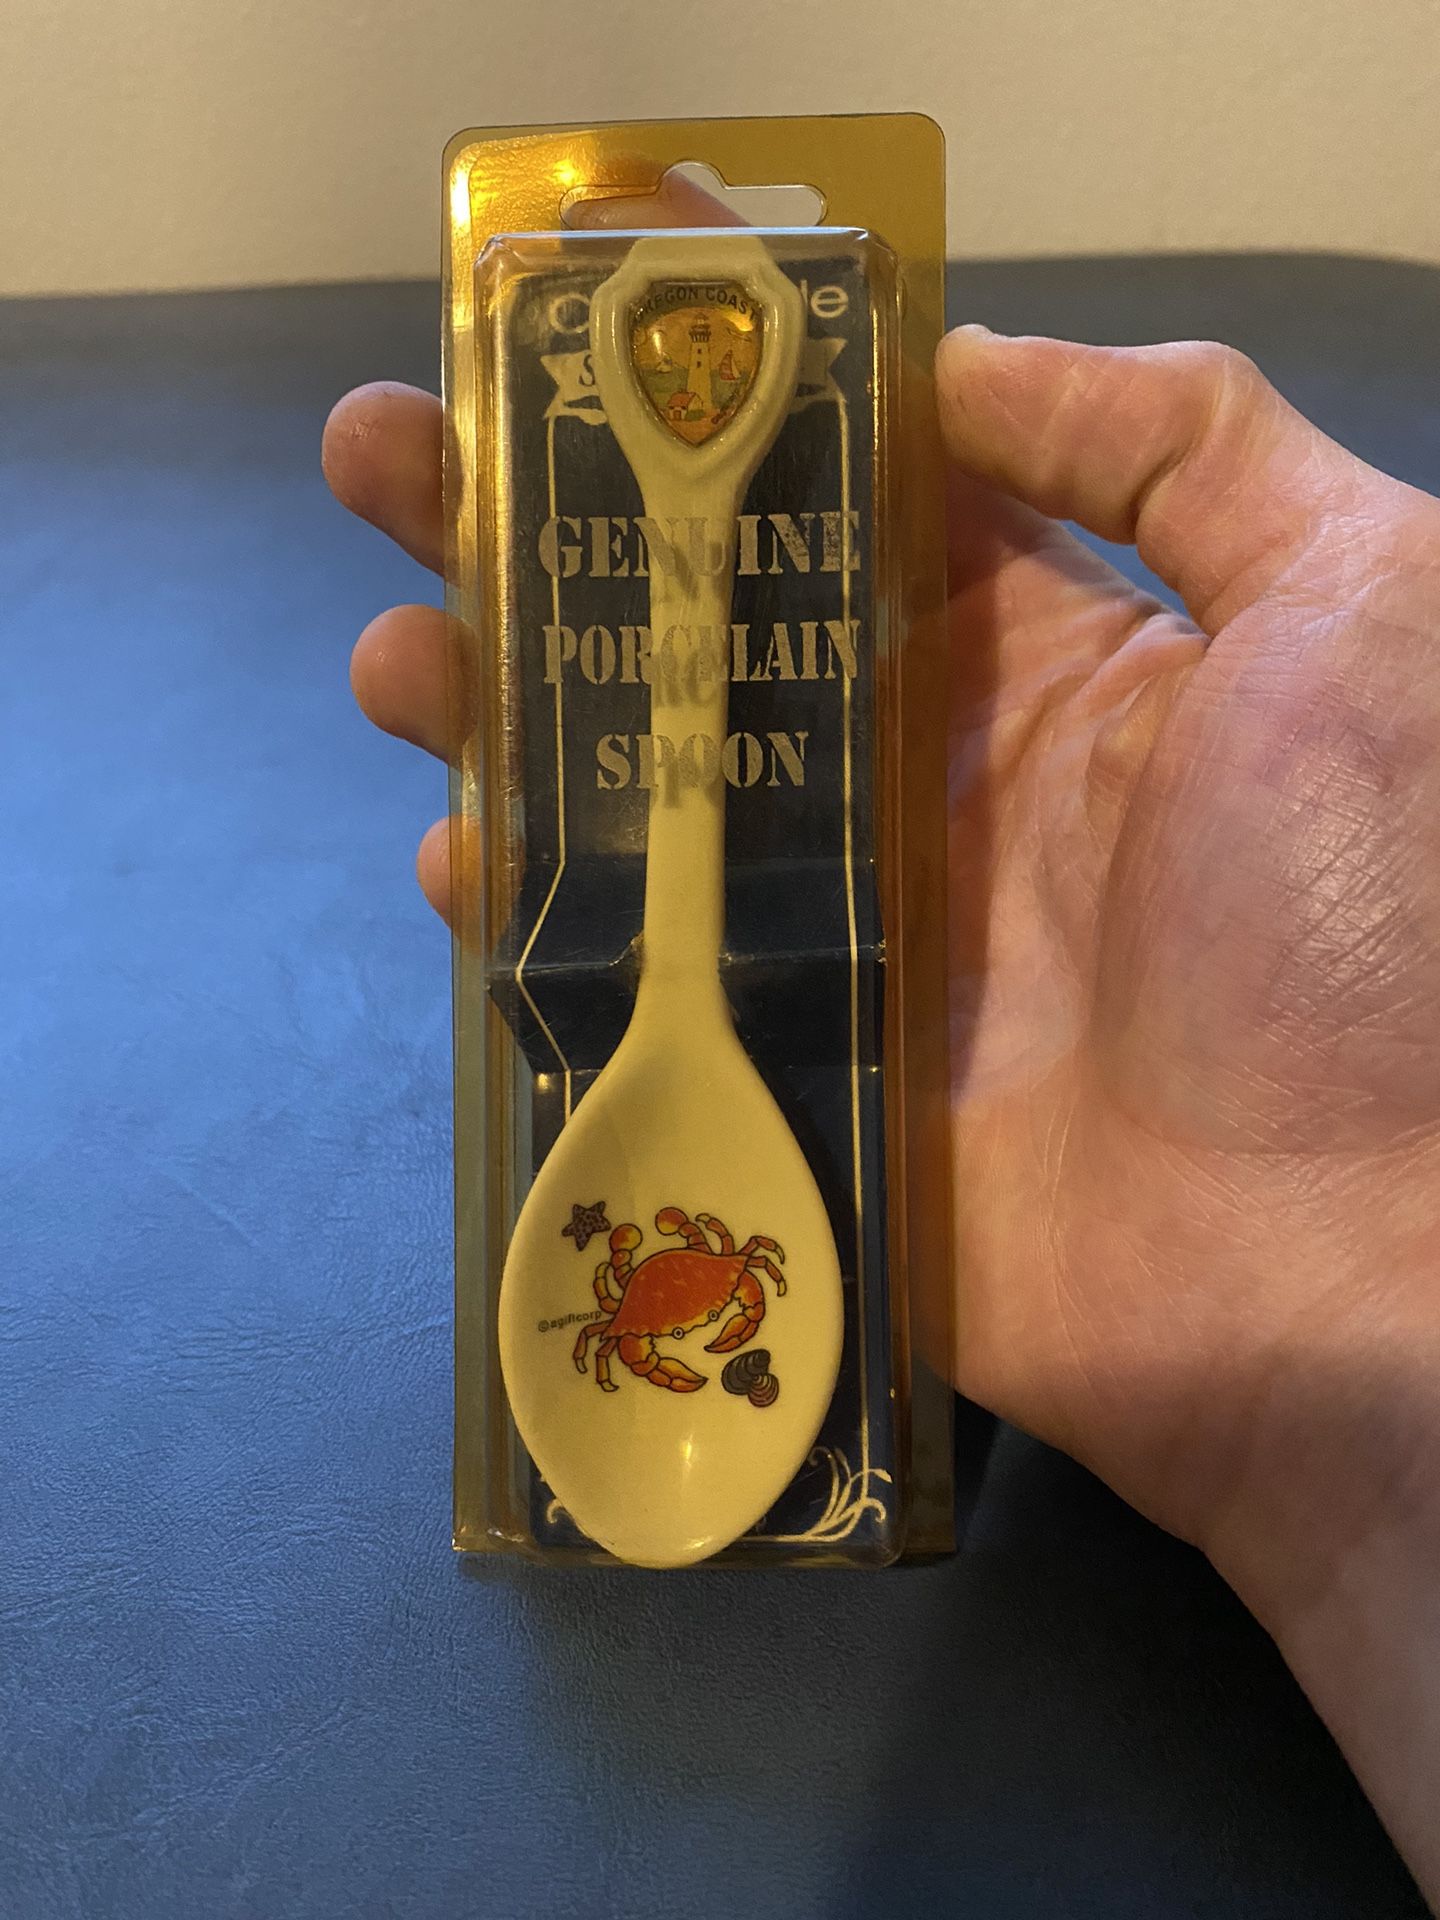 OREGON COAST
GENUINE
PORCELAIN
SPOON
©agiftcorp